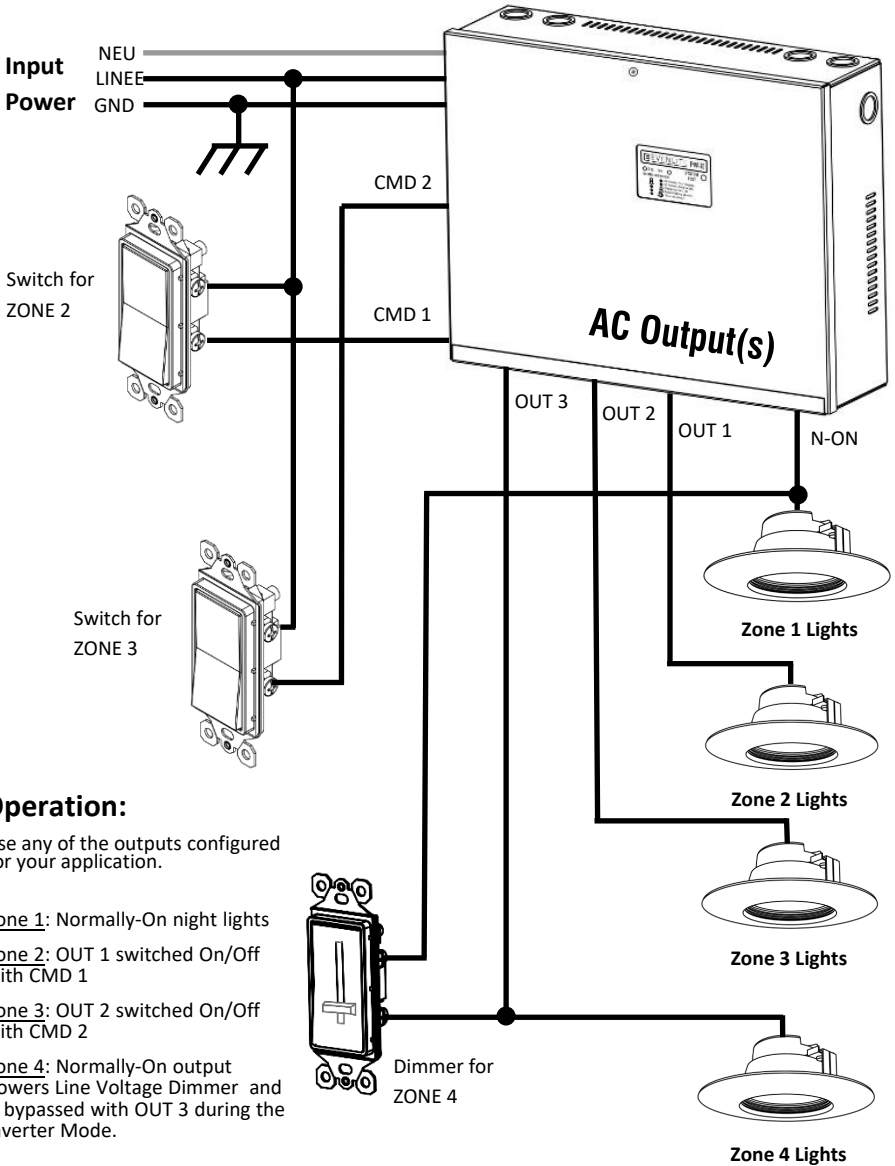 Input
Power
NEU
LINEE
GND
CMD 2
CMD 1
Switch for
ZONE 2
EVENLITE
AC Output(s)
OUT 3
OUT 2
OUT 1
N-ON
Switch for
ZONE 3
Zone 1 Lights
Zone 2 Lights
Zone 3 Lights
Zone 4 Lights
Dimmer for
ZONE 4
Operation:
se any of the outputs configured
or your application.
one 1: Normally-On night lights
one 2: OUT 1 switched On/Off
ith CMD 1
one 3: OUT 2 switched On/Off
ith CMD 2
one 4: Normally-On output
owers Line Voltage Dimmer and
bypassed with OUT 3 during the
verter Mode.